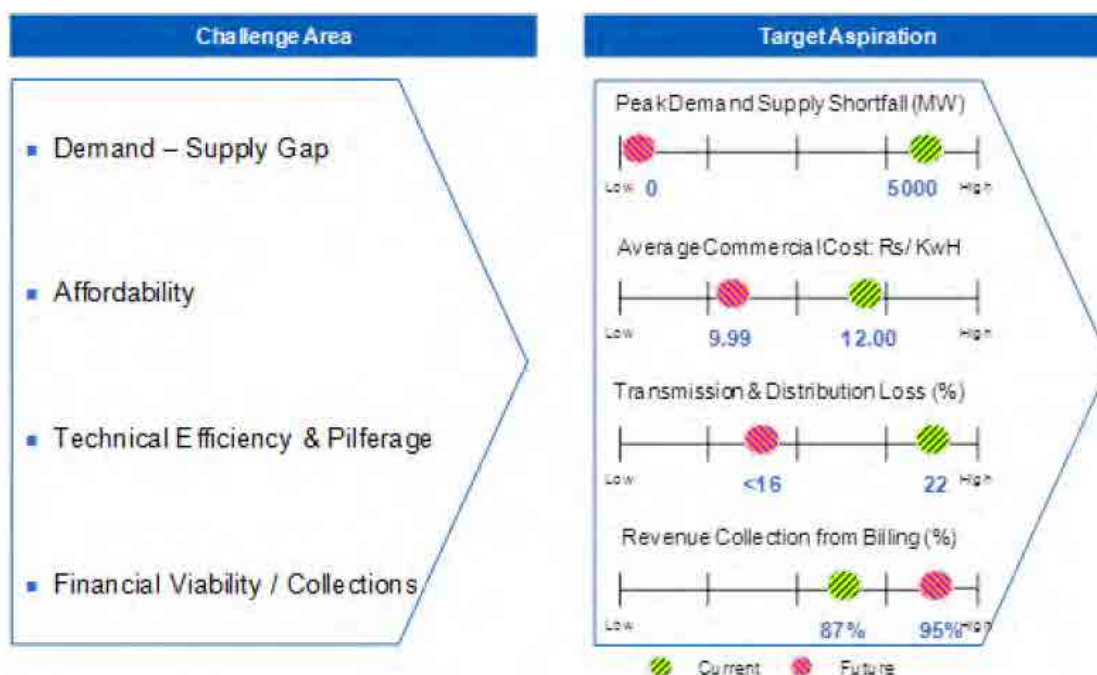 Challenge Area
Demand – Supply Gap
Affordability
Technical Efficiency & Pilferage
Financial Viability / Collections
Target Aspiration
Peak Demand Supply Shortfall (MW)
Low 0 5000 High
Average Commercial Cost: Rs/ KwH
Low 9.99 12.00 High
Transmission & Distribution Loss (%)
Low <16 22 High
Revenue Collection from Billing (%)
Low 87% 95% High
Current Future